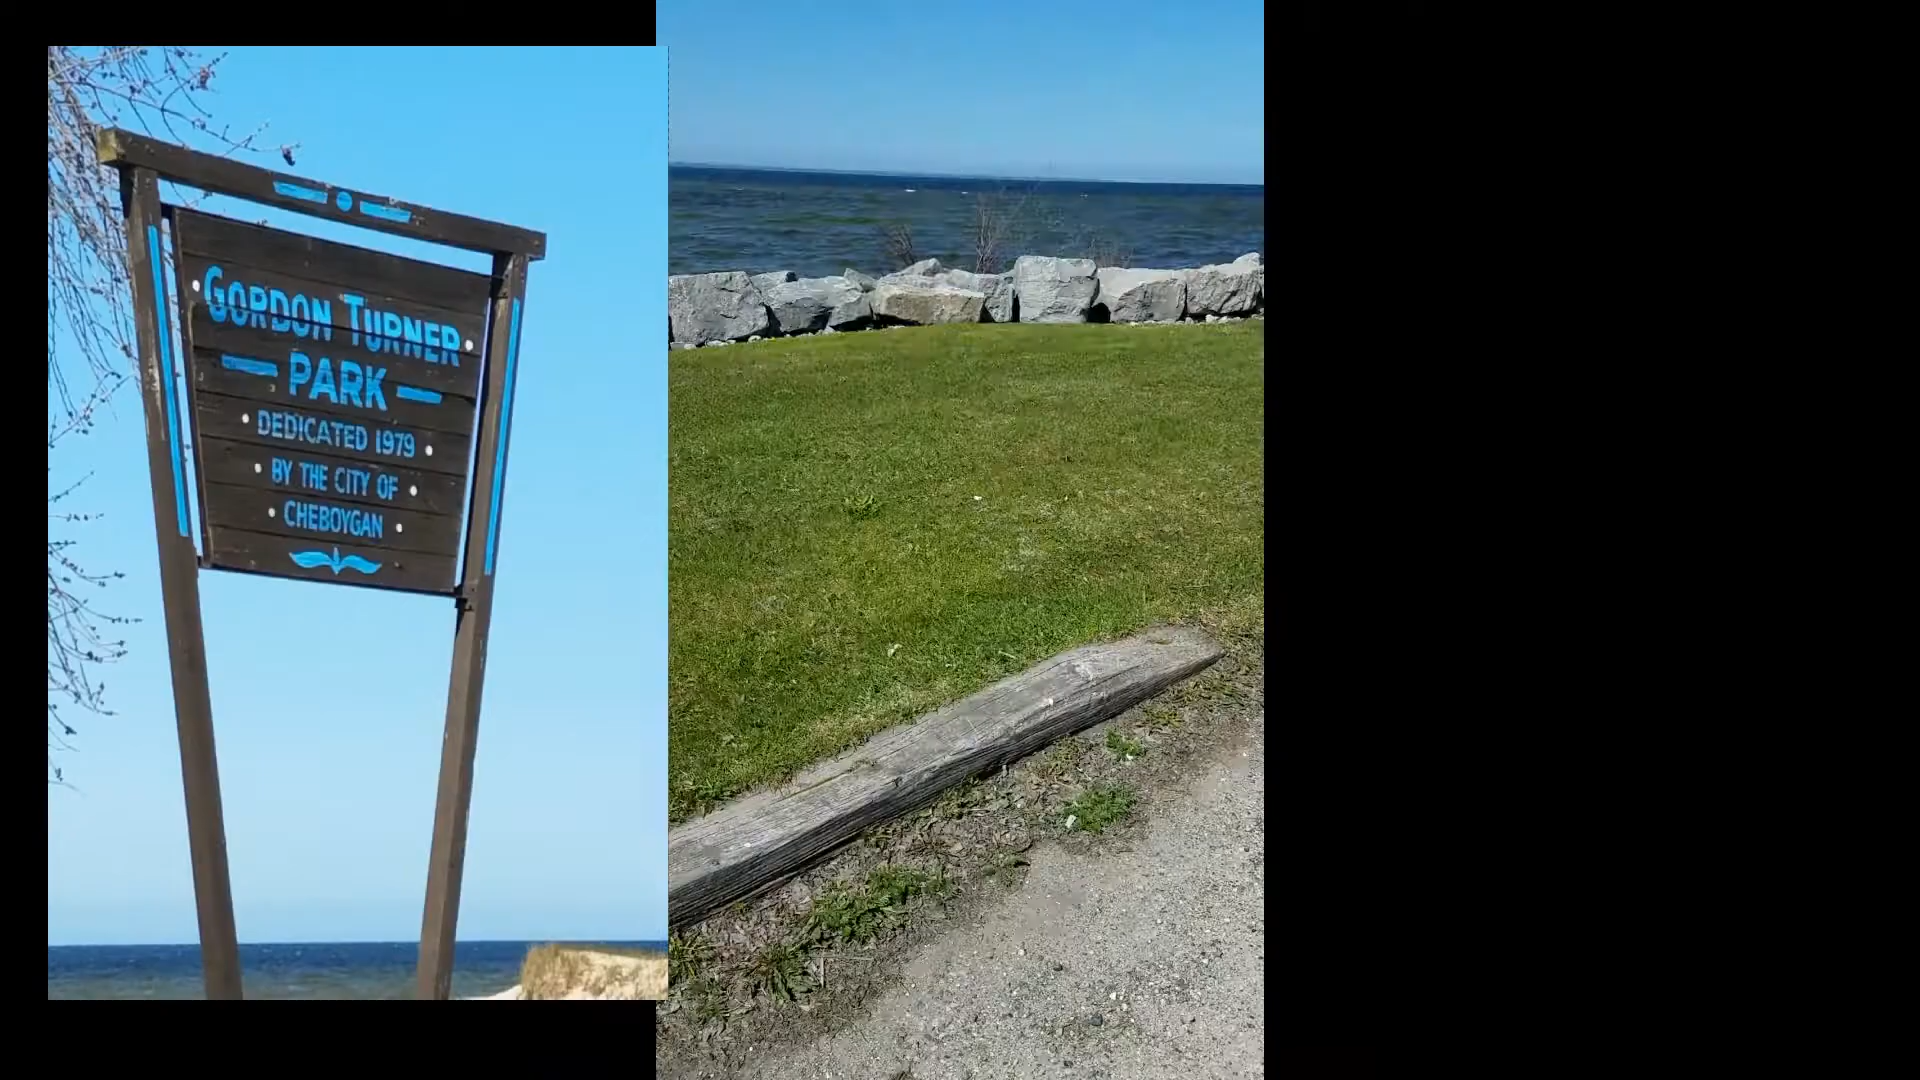 GORDON TURNER
PARK
DEDICATED 1979
BY THE CITY OF
CHEBOYGAN